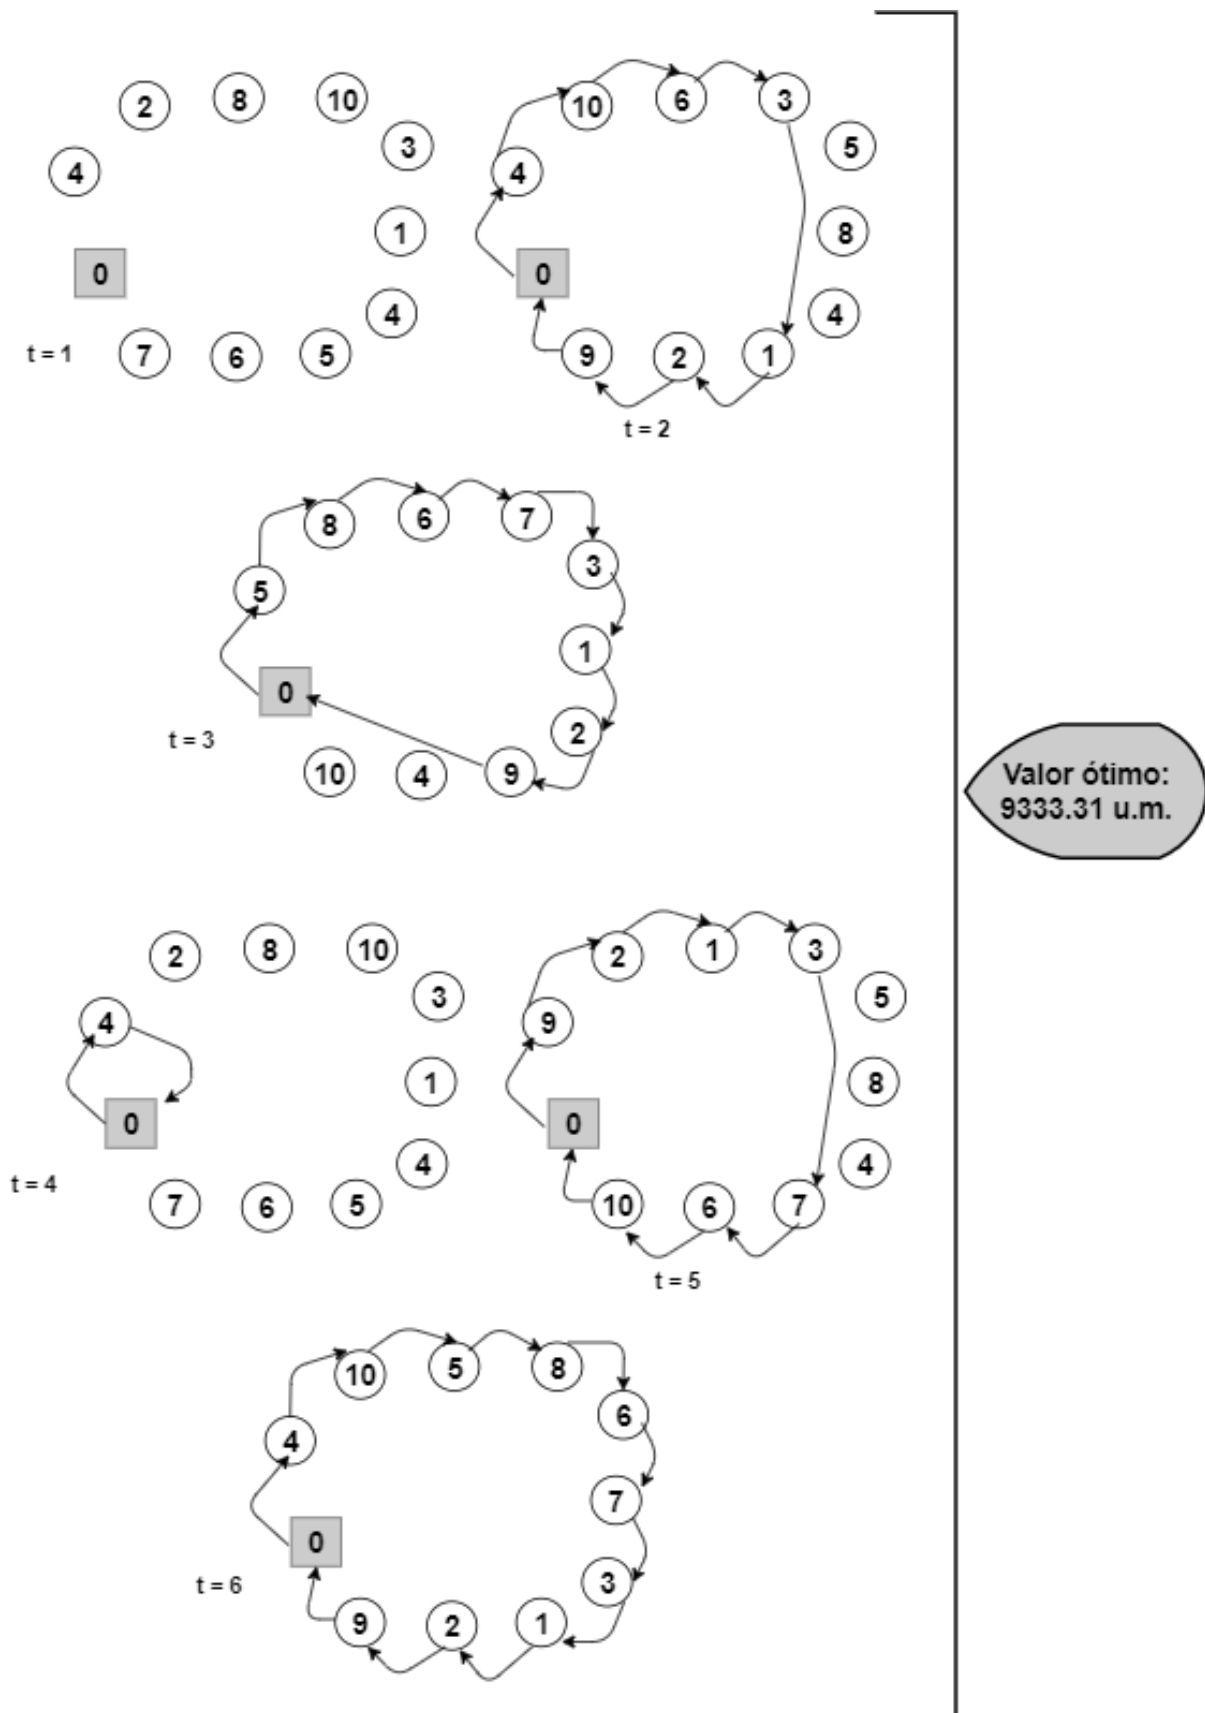 2 8 10
4 3
1
0
4
t = 1 7 6 5
10 6 3
4 5
8
0
4
9 2 1
t = 2
8 6 7
5 3
1
0
2
t = 3
10 4 9
Valor ótimo:
9333.31 u.m.
2 8 10
4 3
1
0
4
t = 4
7 6 5
2 1 3
9 5
8
0
4
10 6 7
t = 5
10 5 8
4 6
7
0
3
t = 6
9 2 1